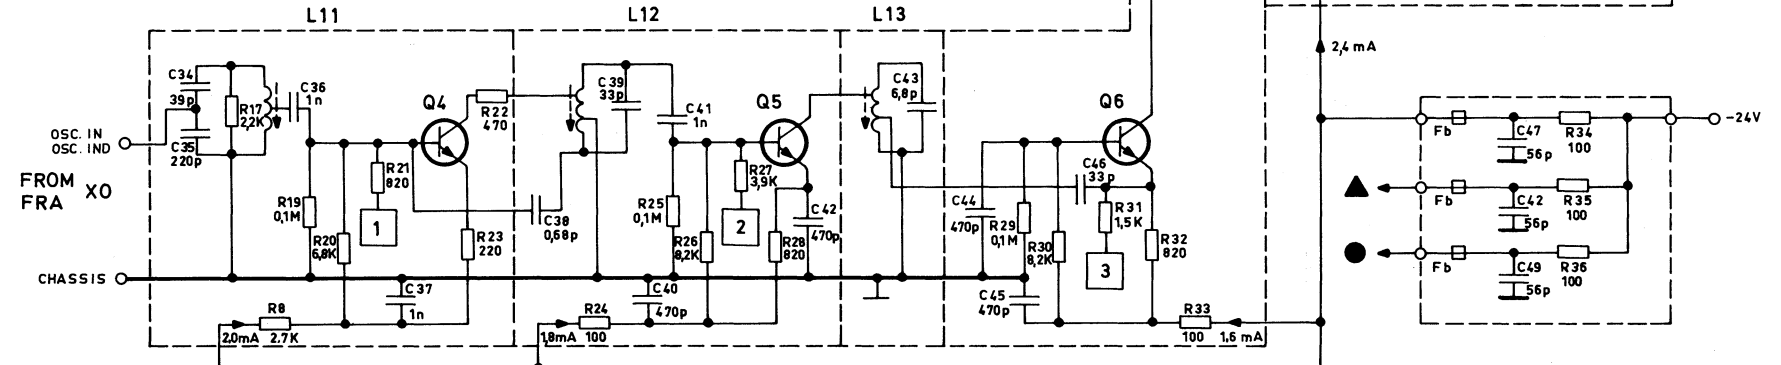 L11
L12
L13
2,4 mA
C34
39p
R17
2,2K
C36
1n
Q4
R22
470
C39
33p
C41
1n
Q5
C43
6,8p
Q6
OSC. IN
OSC. IND
C35
220p
FROM
FRA
XO
R21
820
R19
0,1M
R20
6,8K
1
C38
0,68p
R23
220
R27
3,9K
R25
0,1M
R26
8,2K
2
R28
820
C42
470p
C46
33p
C44
470p
R29
0,1M
R30
8,2K
R31
1,5K
3
R32
820
Fb
C47
56p
R34
100
-24V
Fb
C42
56p
R35
100
Fb
C49
56p
R36
100
CHASSIS
C37
1n
C40
470p
C45
470p
R8
2,0mA 2.7K
R24
1,8mA 100
R33
100 1,6 mA